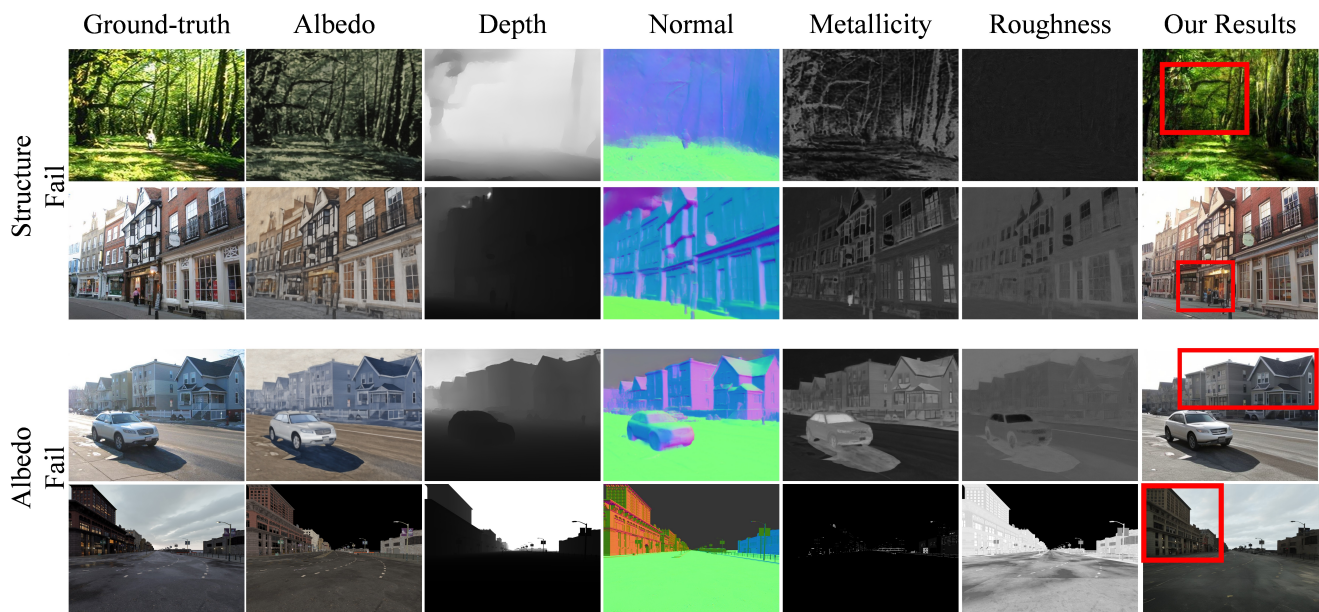 Ground-truth Albedo Depth Normal Metallicity Roughness Our Results
Structure
Fail
Albedo
Fail